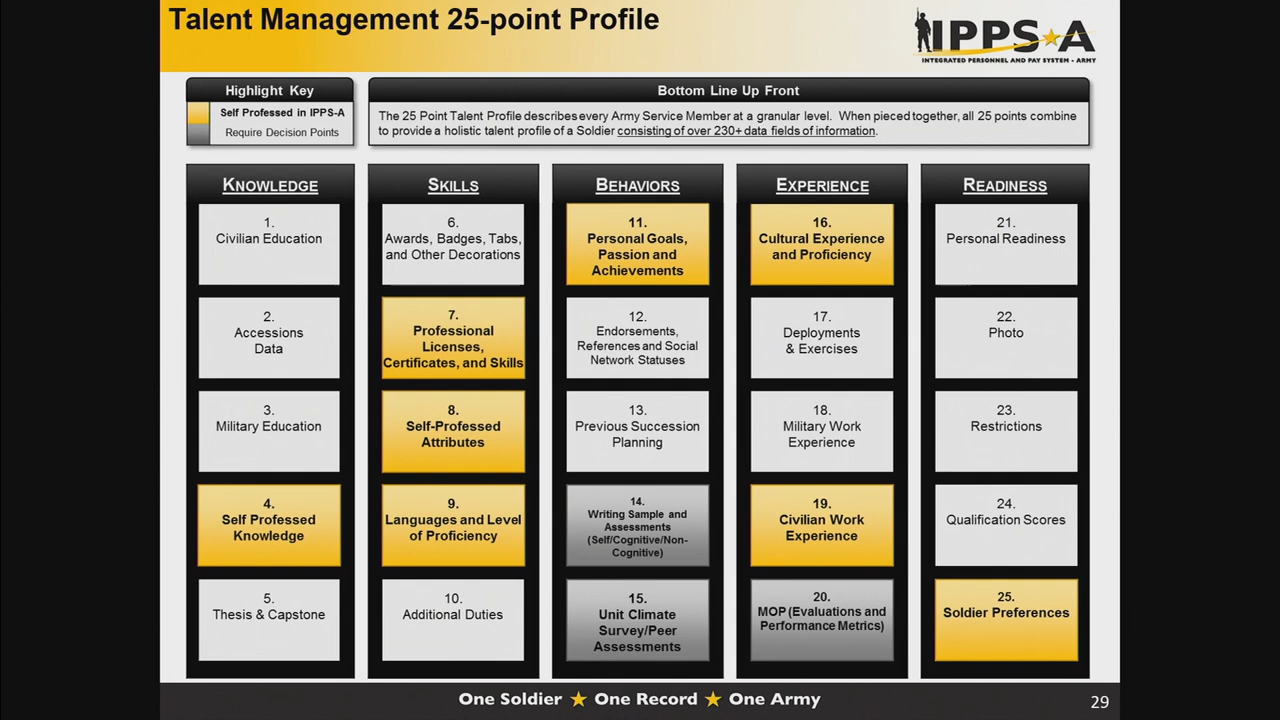 Talent Management 25-point Profile
IPPS★A
INTEGRATED PERSONNEL AND PAY SYSTEM - ARMY
Highlight Key
Self Professed in IPPS-A
Require Decision Points
Bottom Line Up Front
The 25 Point Talent Profile describes every Army Service Member at a granular level. When pieced together, all 25 points combine
to provide a holistic talent profile of a Soldier consisting of over 230+ data fields of information.
KNOWLEDGE
1.
Civilian Education
2.
Accessions
Data
3.
Military Education
4.
Self Professed
Knowledge
5.
Thesis & Capstone
SKILLS
6.
Awards, Badges, Tabs,
and Other Decorations
7.
Professional
Licenses,
Certificates, and Skills
8.
Self-Professed
Attributes
9.
Languages and Level
of Proficiency
10.
Additional Duties
BEHAVIORS
11.
Personal Goals,
Passion and
Achievements
12.
Endorsements,
References and Social
Network Statuses
13.
Previous Succession
Planning
14.
Writing Sample and
Assessments
(Self/Cognitive/Non-
Cognitive)
15.
Unit Climate
Survey/Peer
Assessments
EXPERIENCE
16.
Cultural Experience
and Proficiency
17.
Deployments
& Exercises
18.
Military Work
Experience
19.
Civilian Work
Experience
20.
MOP (Evaluations and
Performance Metrics)
READINESS
21.
Personal Readiness
22.
Photo
23.
Restrictions
24.
Qualification Scores
25.
Soldier Preferences
One Soldier ★ One Record ★ One Army
29